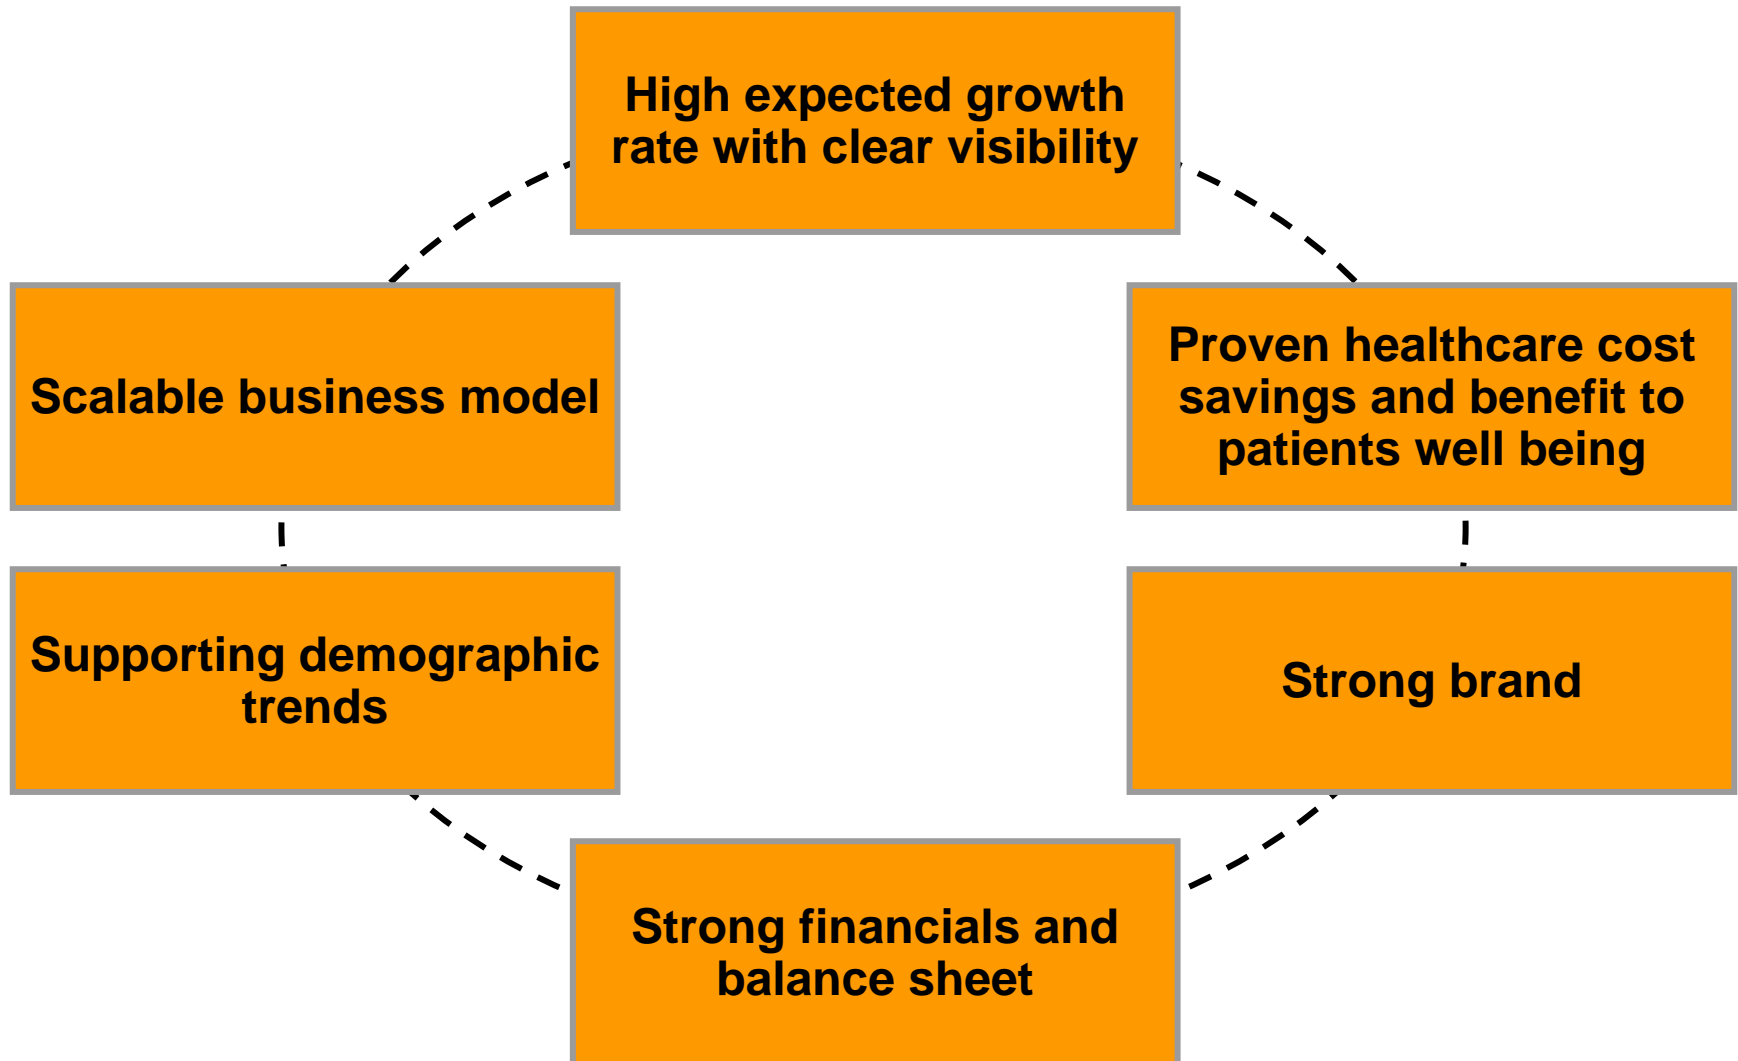 High expected growth
rate with clear visibility
Scalable business model
Proven healthcare cost
savings and benefit to
patients well being
Supporting demographic
trends
Strong brand
Strong financials and
balance sheet